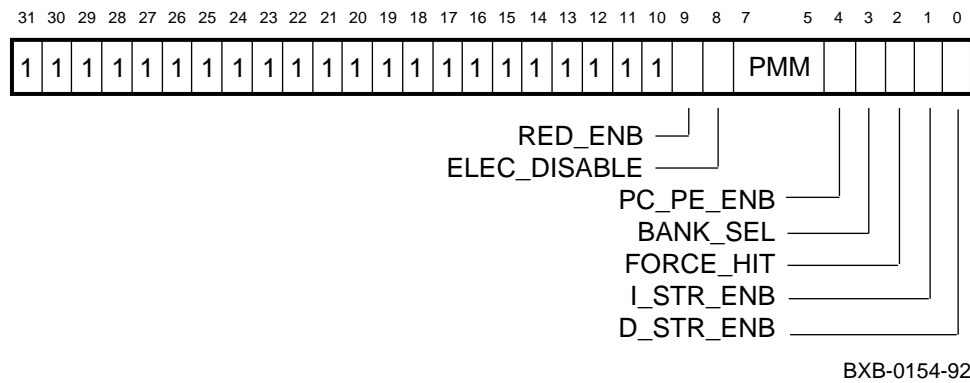 31 30 29 28 27 26 25 24 23 22 21 20 19 18 17 16 15 14 13 12 11 10 9 8 7 5 4 3 2 1 0
1 1 1 1 1 1 1 1 1 1 1 1 1 1 1 1 1 1 1 1 1 1 PMM
RED_ENB
ELEC_DISABLE
PC_PE_ENB
BANK_SEL
FORCE_HIT
I_STR_ENB
D_STR_ENB
BXB-0154-92